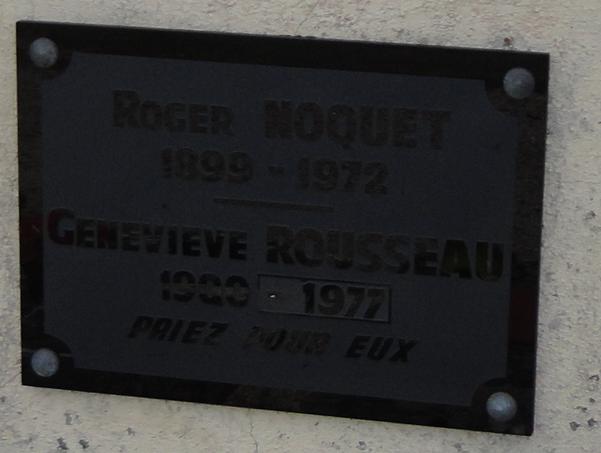 ROGER NOQUET
1899 - 1972
GENEVIEVE ROUSSEAU
1900 - 1977
PRIEZ POUR EUX